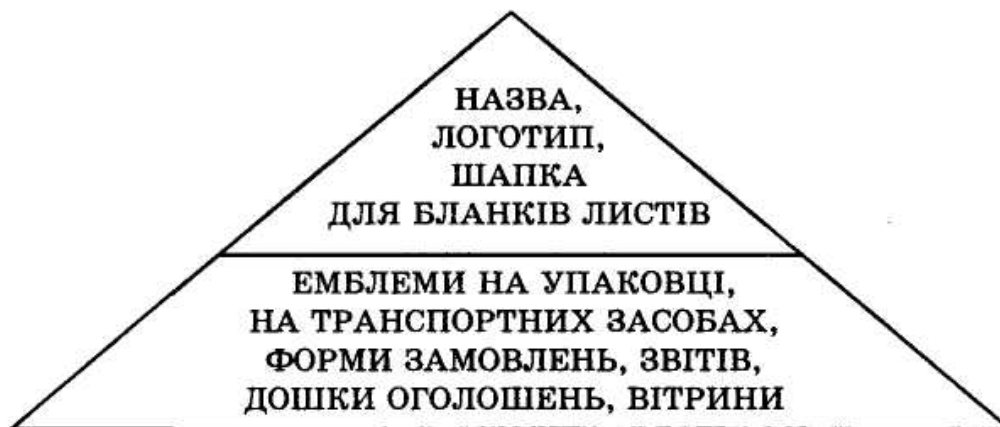 НАЗВА,
ЛОГОТИП,
ШАПКА
ДЛЯ БЛАНКІВ ЛИСТІВ
ЕМБЛЕМИ НА УПАКОВЦІ,
НА ТРАНСПОРТНИХ ЗАСОБАХ,
ФОРМИ ЗАМОВЛЕНЬ, ЗВІТІВ,
ДОШКИ ОГОЛОШЕНЬ, ВІТРИНИ